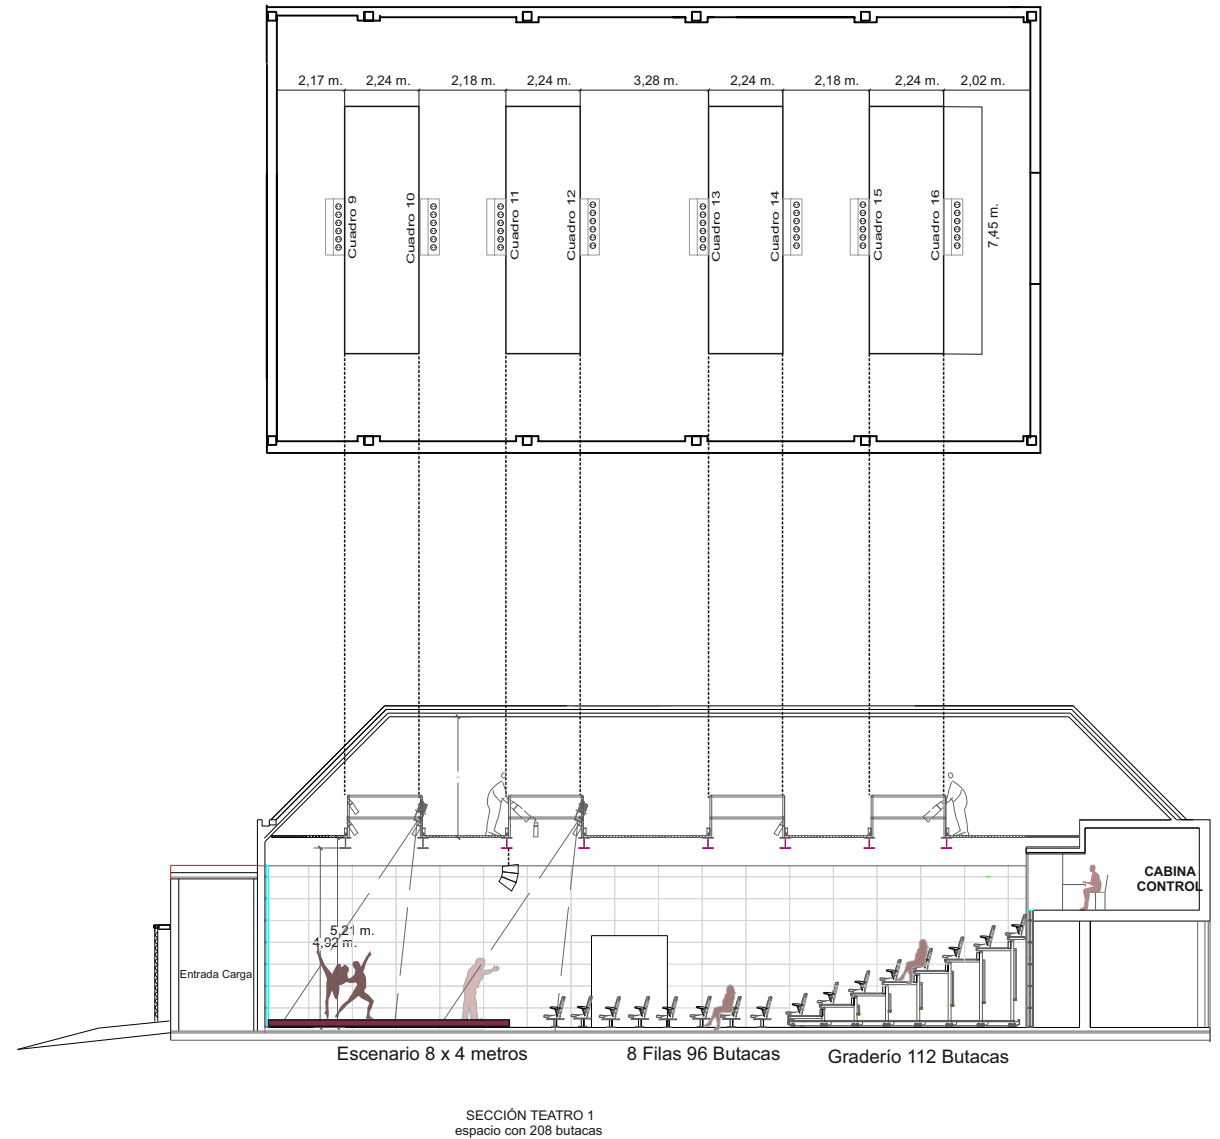 2,17 m. 2,24 m. 2,18 m. 2,24 m. 3,28 m. 2,24 m. 2,18 m. 2,24 m. 2,02 m.
Cuadro 9
Cuadro 10
Cuadro 11
Cuadro 12
Cuadro 13
Cuadro 14
Cuadro 15
Cuadro 16
7,45 m.
CABINA
CONTROL
5,21 m.
4,92 m.
Entrada Carga
Escenario 8 x 4 metros
8 Filas 96 Butacas
Graderío 112 Butacas
SECCIÓN TEATRO 1
espacio con 208 butacas